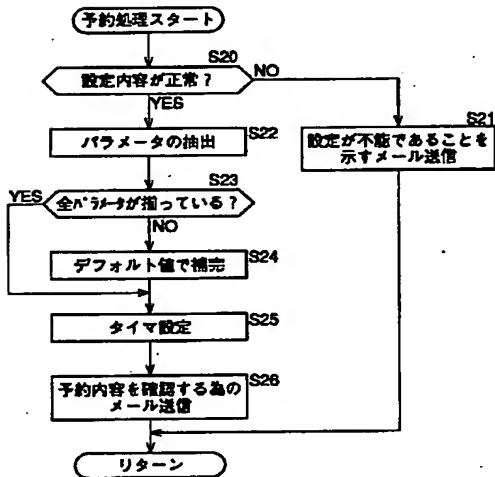 予約処理スタート
S20
設定内容が正常？
NO
YES
S21
設定が不能であることを
示すメール送信
S22
パラメータの抽出
S23
YES
全パラメータが揃っている？
NO
S24
デフォルト値で補完
S25
タイマ設定
S26
予約内容を確認する為の
メール送信
リターン